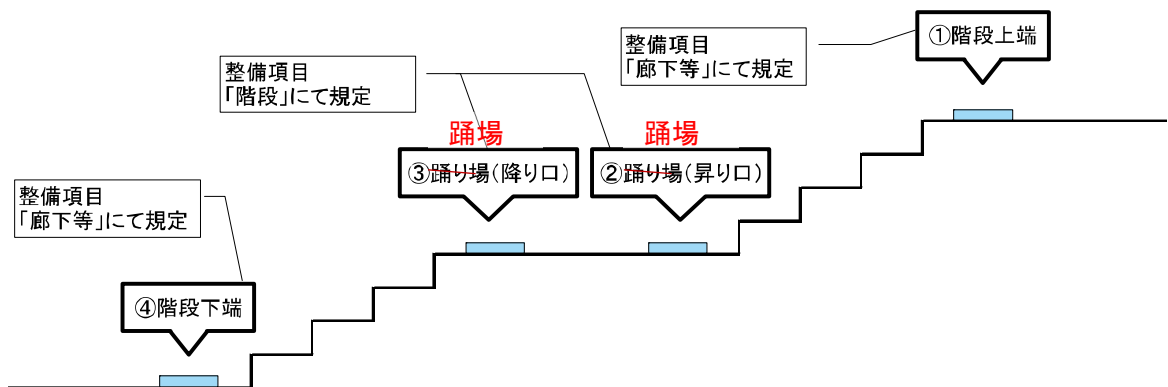 整備項目
「廊下等」にて規定
①階段上端
整備項目
「階段」にて規定
踊場
踊場
③踊り場(降り口)
②踊り場(昇り口)
整備項目
「廊下等」にて規定
④階段下端